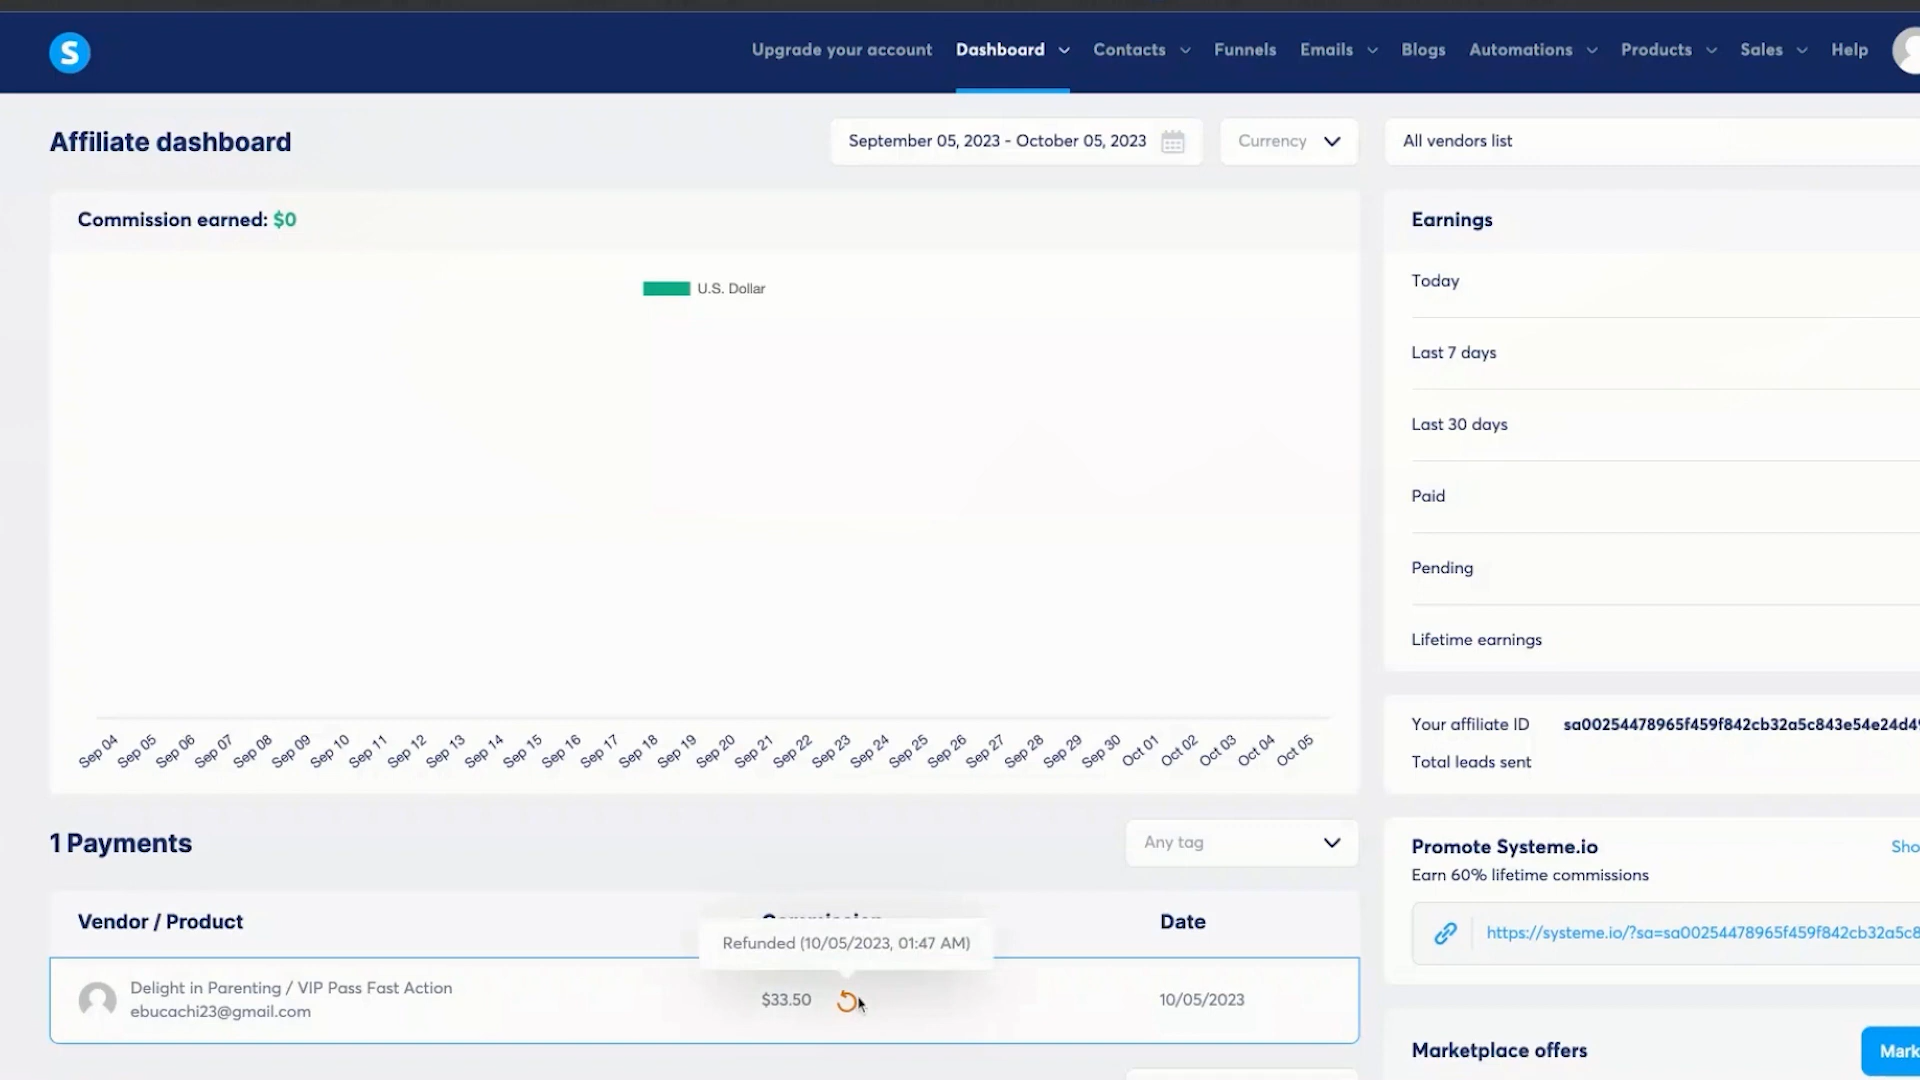 S
Upgrade your account Dashboard Contacts Funnels Emails Blogs Automations Products Sales Help
Affiliate dashboard
September 05, 2023 - October 05, 2023
Currency
All vendors list
Commission earned: $0
U.S. Dollar
Sep 04 Sep 05 Sep 06 Sep 07 Sep 08 Sep 09 Sep 10 Sep 11 Sep 12 Sep 13 Sep 14 Sep 15 Sep 16 Sep 17 Sep 18 Sep 19 Sep 20 Sep 21 Sep 22 Sep 23 Sep 24 Sep 25 Sep 26 Sep 27 Sep 28 Sep 29 Sep 30 Oct 01 Oct 02 Oct 03 Oct 04 Oct 05
Earnings
Today
Last 7 days
Last 30 days
Paid
Pending
Lifetime earnings
Your affiliate ID sa00254478965f459f842cb32a5c843e54e24d4
Total leads sent
1 Payments
Any tag
Vendor / Product Commission Date
Refunded (10/05/2023, 01:47 AM)
Delight in Parenting / VIP Pass Fast Action
ebucachi23@gmail.com
$33.50
10/05/2023
Promote Systeme.io
Sho
Earn 60% lifetime commissions
https://systeme.io/?sa=sa00254478965f459f842cb32a5c8
Marketplace offers
Mark